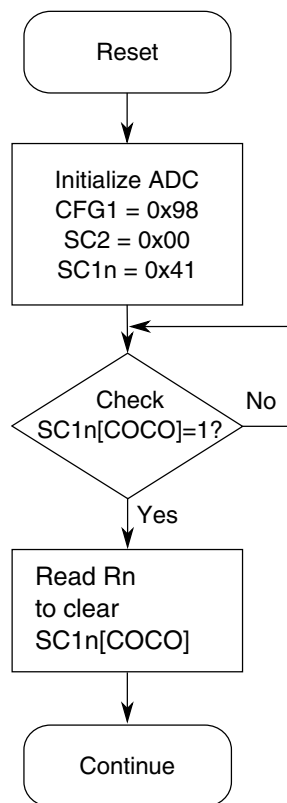 Reset
Initialize ADC
CFG1 = 0x98
SC2 = 0x00
SC1n = 0x41
Check
SC1n[COCO]=1?
No
Yes
Read Rn
to clear
SC1n[COCO]
Continue